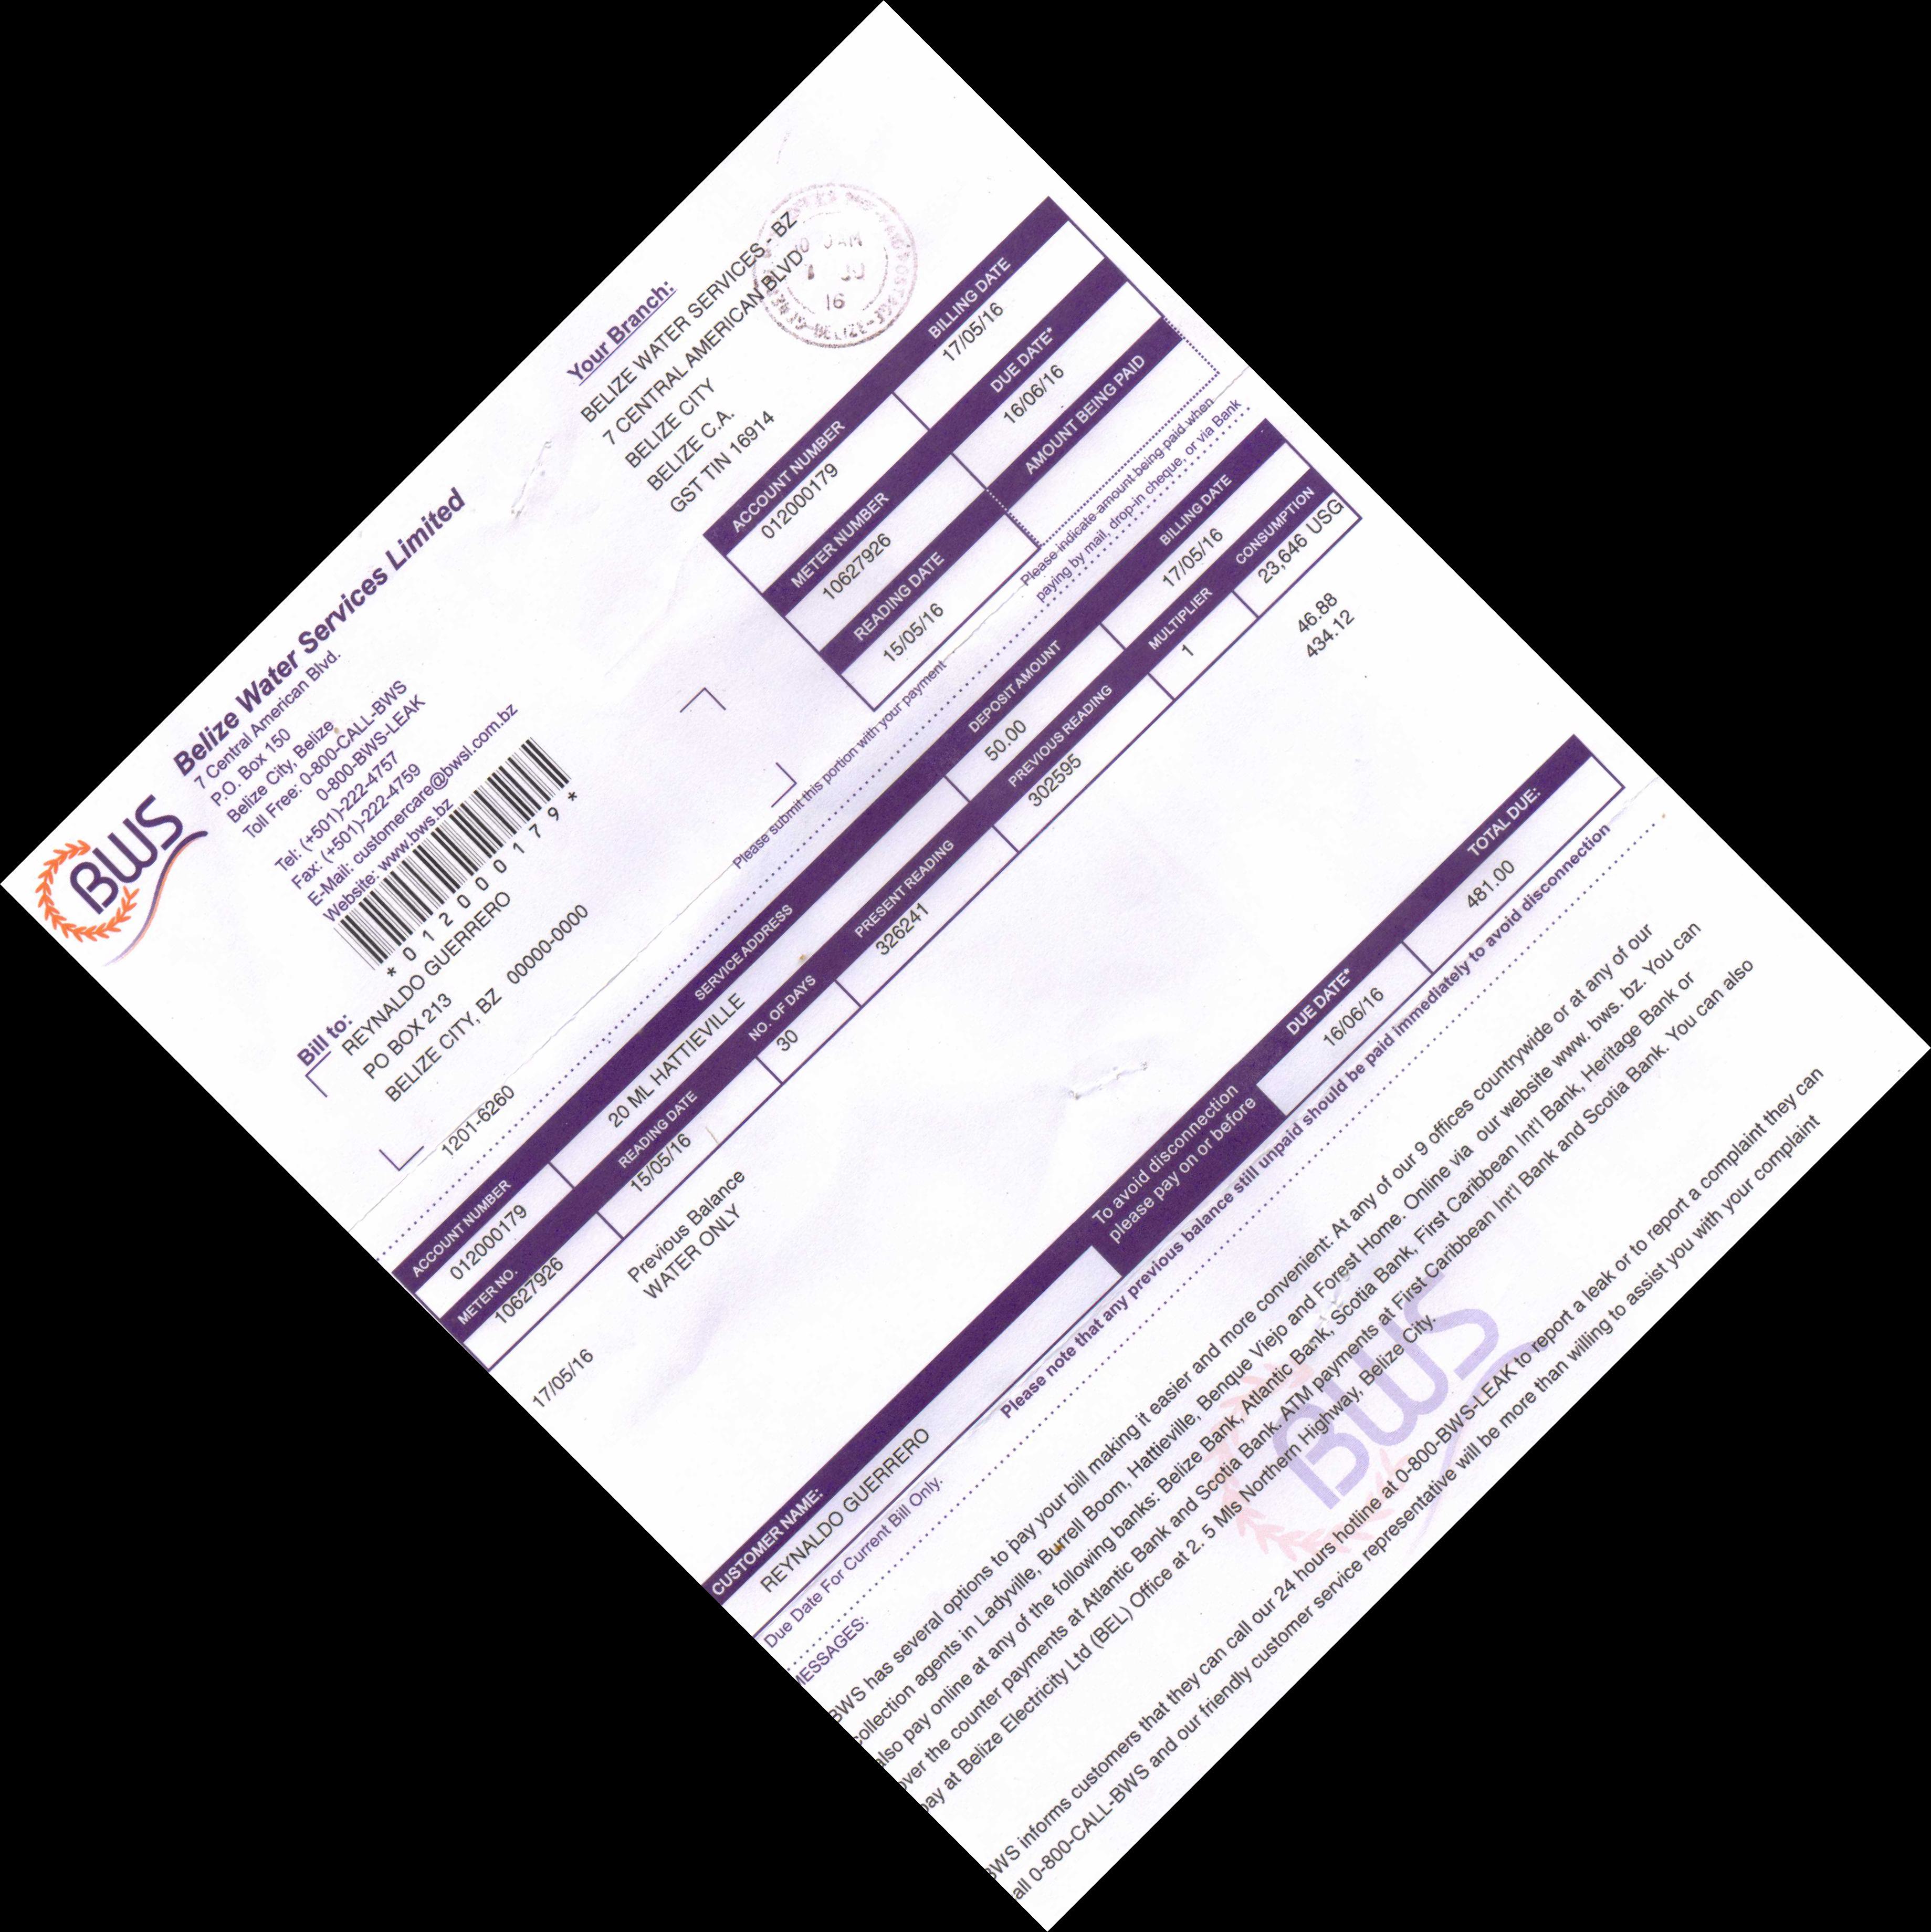 BWS
Belize Water Services Limited
7 Central American Blvd.
P.O. Box 150
Belize City, Belize
Toll Free: 0-800-CALL-BWS
0-800-BWS-LEAK
Tel: (+501)-222-4757
Fax: (+501)-222-4759
E-Mail: customercare@bwsl.com.bz
Website: www.bws.bz
* 0 1 2 0 0 0 1 7 9 *
Your Branch:
BELIZE WATER SERVICES - BZ
7 CENTRAL AMERICAN BLVD
BELIZE CITY
BELIZE C.A.
GST TIN 16914
16
Bill to:
REYNALDO GUERRERO
PO BOX 213
BELIZE CITY, BZ 00000-0000
1201-6260
ACCOUNT NUMBER BILLING DATE
012000179 17/05/16
METER NUMBER DUE DATE*
10627926 16/06/16
READING DATE AMOUNT BEING PAID
15/05/16
Please indicate amount being paid when
paying by mail, drop-in cheque, or via Bank
Please submit this portion with your payment
ACCOUNT NUMBER SERVICE ADDRESS DEPOSIT AMOUNT BILLING DATE
012000179 20 ML HATTIEVILLE 50.00 17/05/16
METER NO. READING DATE NO. OF DAYS PRESENT READING PREVIOUS READING MULTIPLIER CONSUMPTION
10627926 15/05/16 30 326241 302595 1 23,646 USG
Previous Balance 46.88
17/05/16 WATER ONLY 434.12
CUSTOMER NAME: To avoid disconnection please pay on or before DUE DATE* TOTAL DUE:
REYNALDO GUERRERO 16/06/16 481.00
Due Date For Current Bill Only. Please note that any previous balance still unpaid should be paid immediately to avoid disconnection
MESSAGES:
BWS has several options to pay your bill making it easier and more convenient: At any of our 9 offices countrywide or at any of our
collection agents in Ladyville, Burrell Boom, Hattieville, Benque Viejo and Forest Home. Online via our website www. bws. bz. You can
also pay online at any of the following banks: Belize Bank, Atlantic Bank, Scotia Bank, First Caribbean Int'l Bank, Heritage Bank or
over the counter payments at Atlantic Bank and Scotia Bank. ATM payments at First Caribbean Int'l Bank and Scotia Bank. You can also
pay at Belize Electricity Ltd (BEL) Office at 2. 5 Mls Northern Highway, Belize City.
BWS informs customers that they can call our 24 hours hotline at 0-800-BWS-LEAK to report a leak or to report a complaint they can
call 0-800-CALL-BWS and our friendly customer service representative will be more than willing to assist you with your complaint
BWS